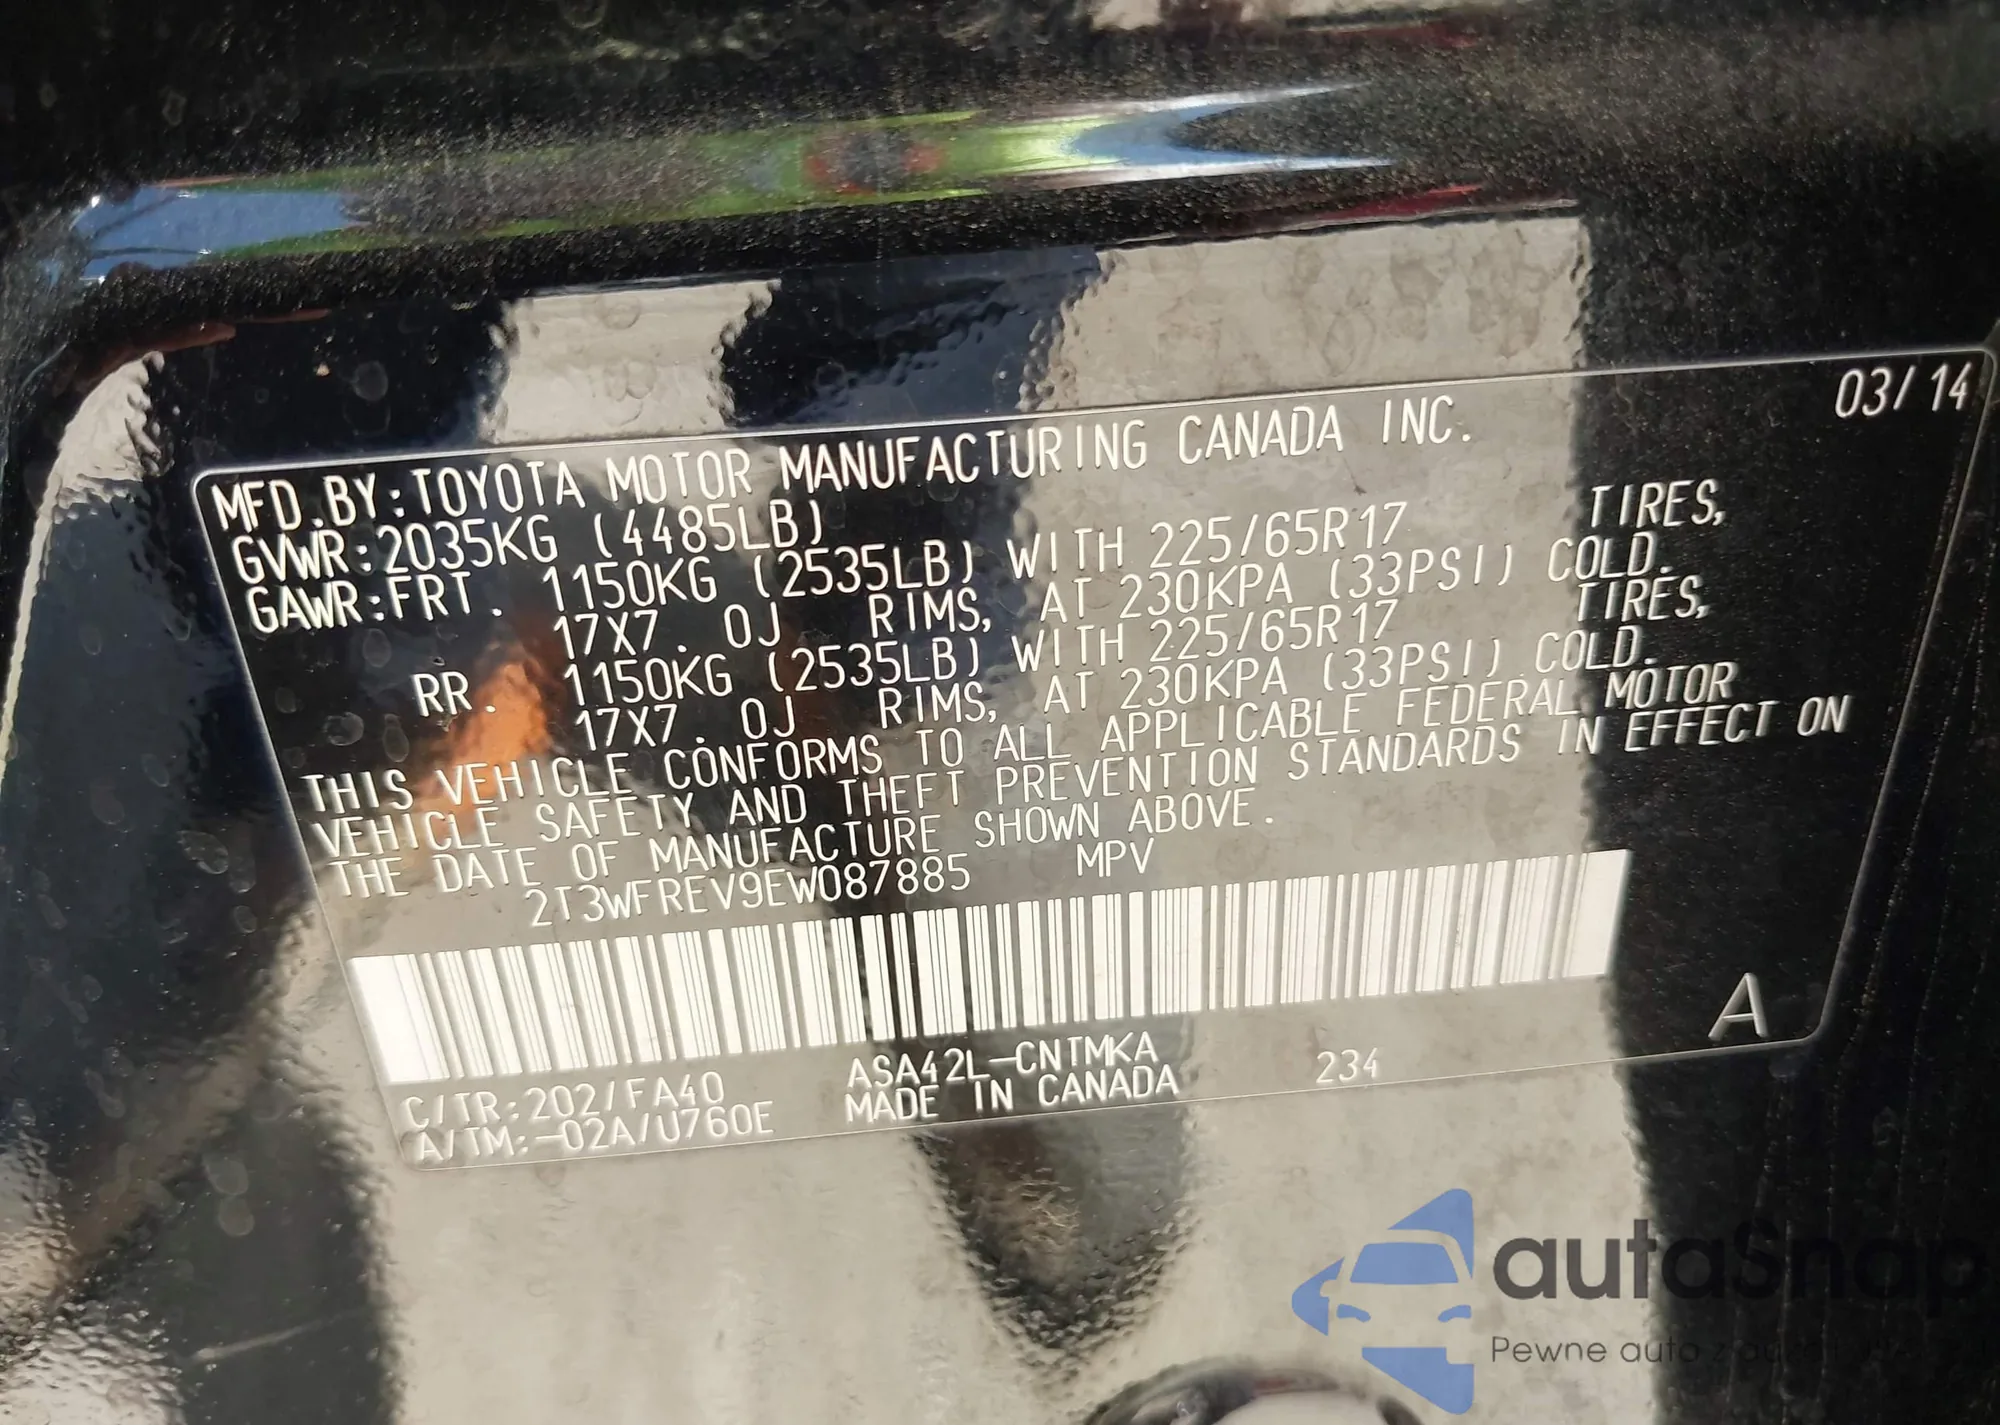 03/14
MFD.BY:TOYOTA MOTOR MANUFACTURING CANADA INC.
GVWR:2035KG (4485LB)
GAWR:FRT. 1150KG (2535LB) WITH 225/65R17 TIRES,
17X7.0J RIMS, AT 230KPA (33PSI) COLD.
RR. 1150KG (2535LB) WITH 225/65R17 TIRES,
17X7.0J RIMS, AT 230KPA (33PSI) COLD.
THIS VEHICLE CONFORMS TO ALL APPLICABLE FEDERAL MOTOR
VEHICLE SAFETY AND THEFT PREVENTION STANDARDS IN EFFECT ON
THE DATE OF MANUFACTURE SHOWN ABOVE.
2T3WFREV9EW087885 MPV
A
C/TR:202/FA40 ASA42L-CNTMKA 234
A/TM:-02A/U760E MADE IN CANADA
autaSnap
Pewne auto z